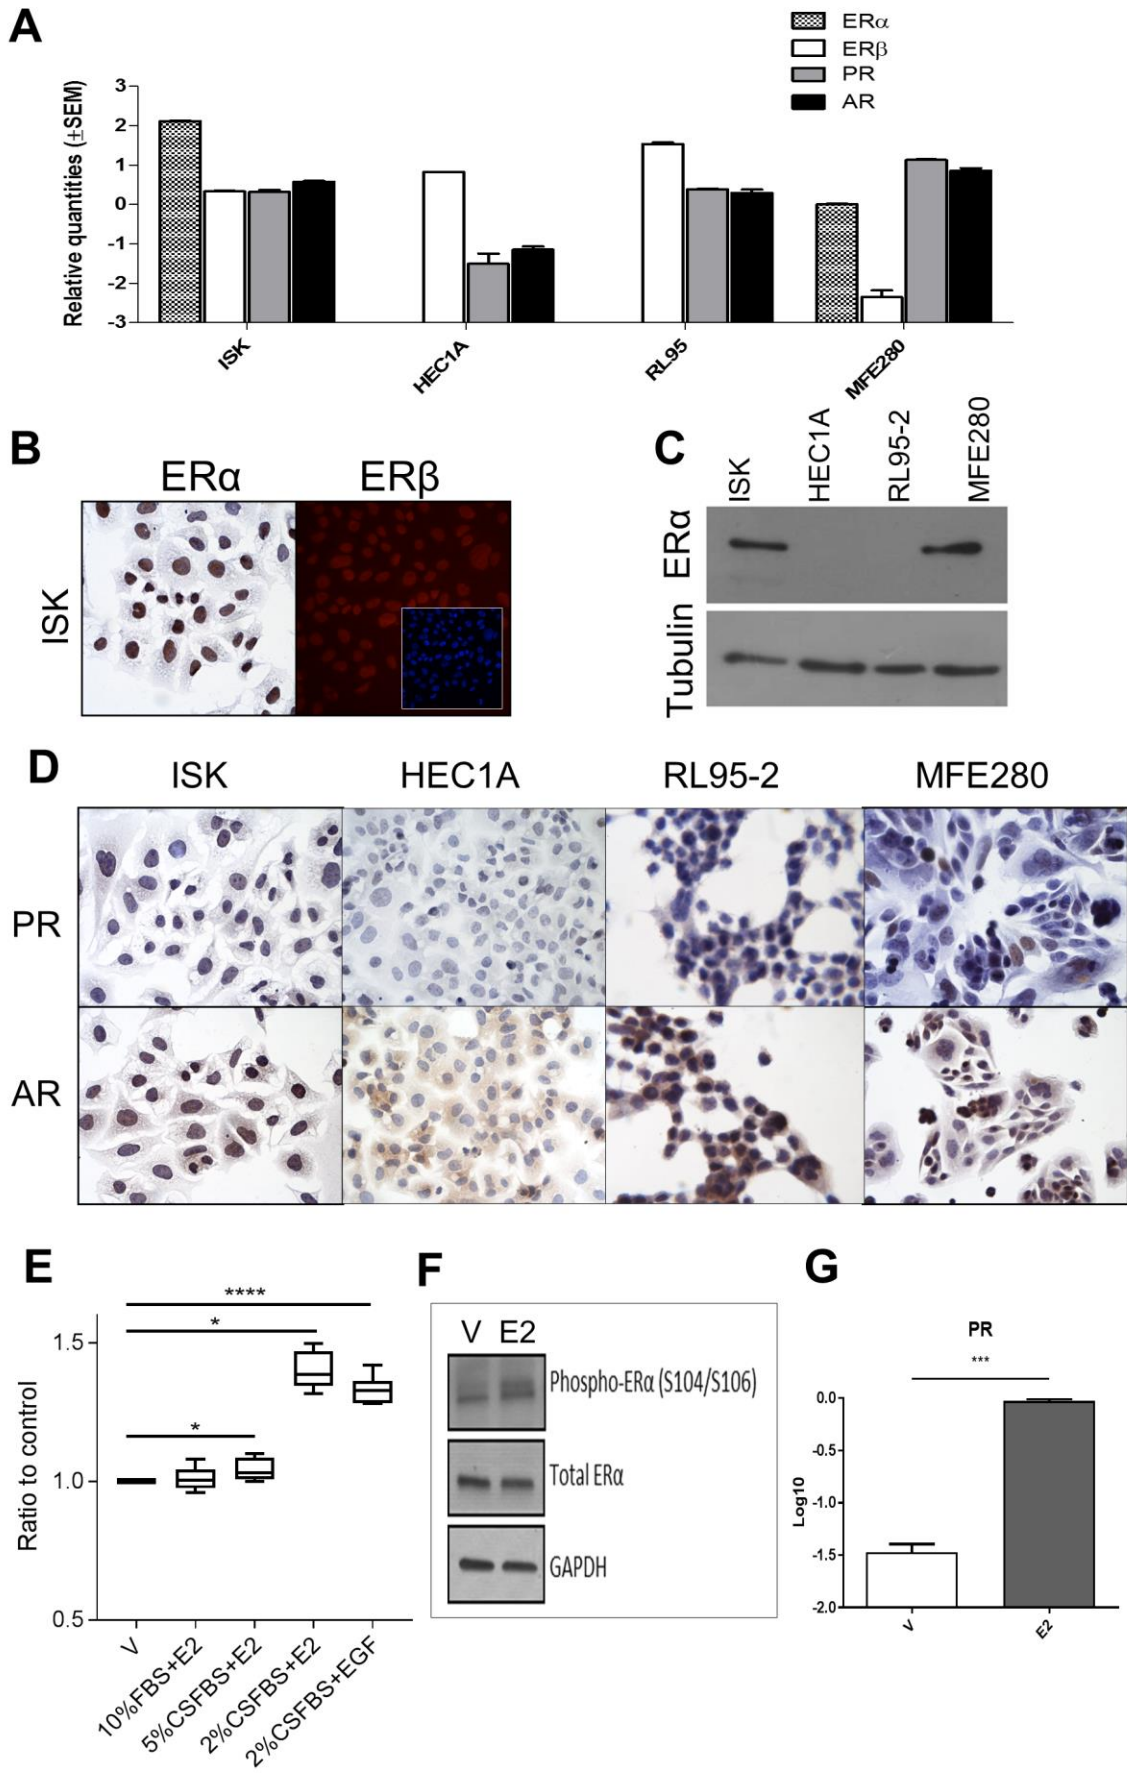 A
ERα
ERβ
PR
AR
Relative quantities (±SEM)
3
2
1
0
-1
-2
-3
ISK
HEC1A
RL95
MFE280
B
ERα
ERβ
ISK
C
ISK
HEC1A
RL95-2
MFE280
ERα
Tubulin
D
ISK
HEC1A
RL95-2
MFE280
PR
AR
E
****
*
*
Ratio to control
1.5
1.0
0.5
V
10%FBS+E2
5%CSFBS+E2
2%CSFBS+E2
2%CSFBS+EGF
F
V E2
Phospho-ERα (S104/S106)
Total ERα
GAPDH
G
PR
***
Log10
0.0
-0.5
-1.0
-1.5
-2.0
V
E2